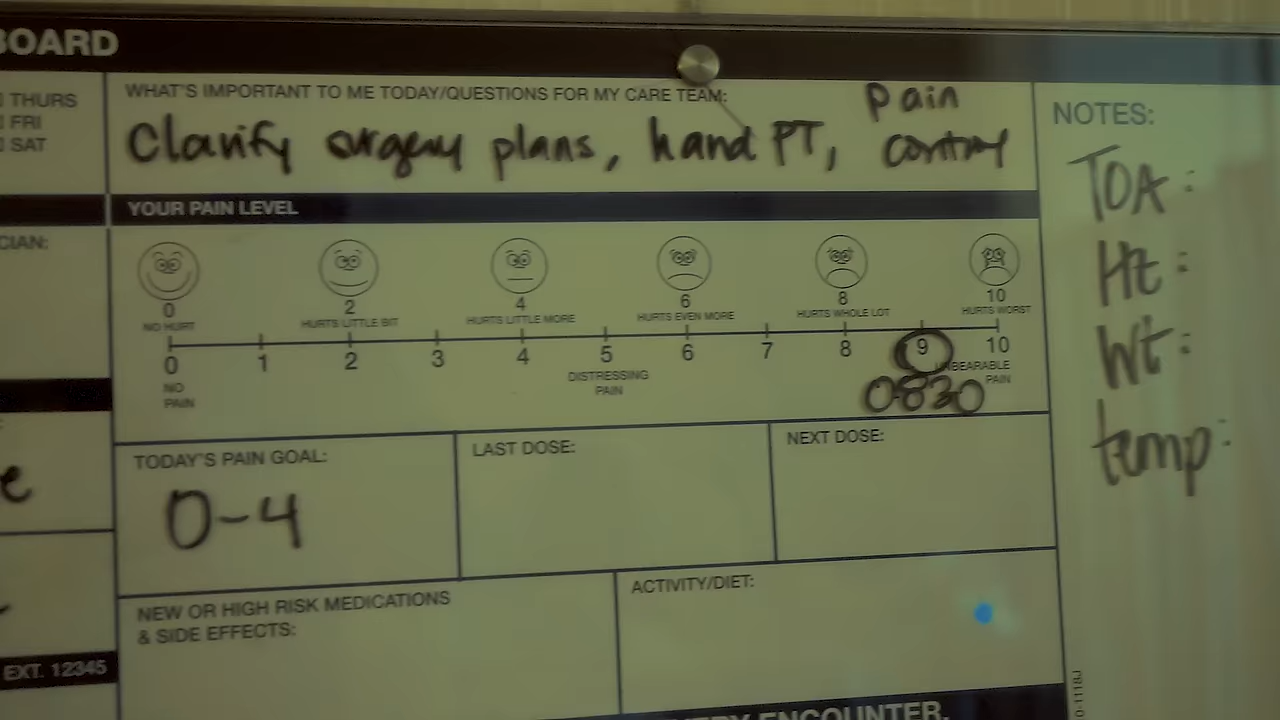 BOARD
THURS
FRI
SAT
WHAT'S IMPORTANT TO ME TODAY/QUESTIONS FOR MY CARE TEAM:
Clarify surgery plans, hand PT, Pain control
NOTES:
TOA:
Ht:
Wt:
temp:
YOUR PAIN LEVEL
CIAN:
0 2 4 6 8 10
NO HURT HURTS LITTLE BIT HURTS LITTLE MORE HURTS EVEN MORE HURTS WHOLE LOT HURTS WORST
0 1 2 3 4 5 6 7 8 9 10
NO PAIN
DISTRESSING PAIN
UNBEARABLE PAIN
0830
TODAY'S PAIN GOAL:
0-4
LAST DOSE:
NEXT DOSE:
e
NEW OR HIGH RISK MEDICATIONS
& SIDE EFFECTS:
ACTIVITY/DIET:
EXT. 12345
ENCOUNTER.